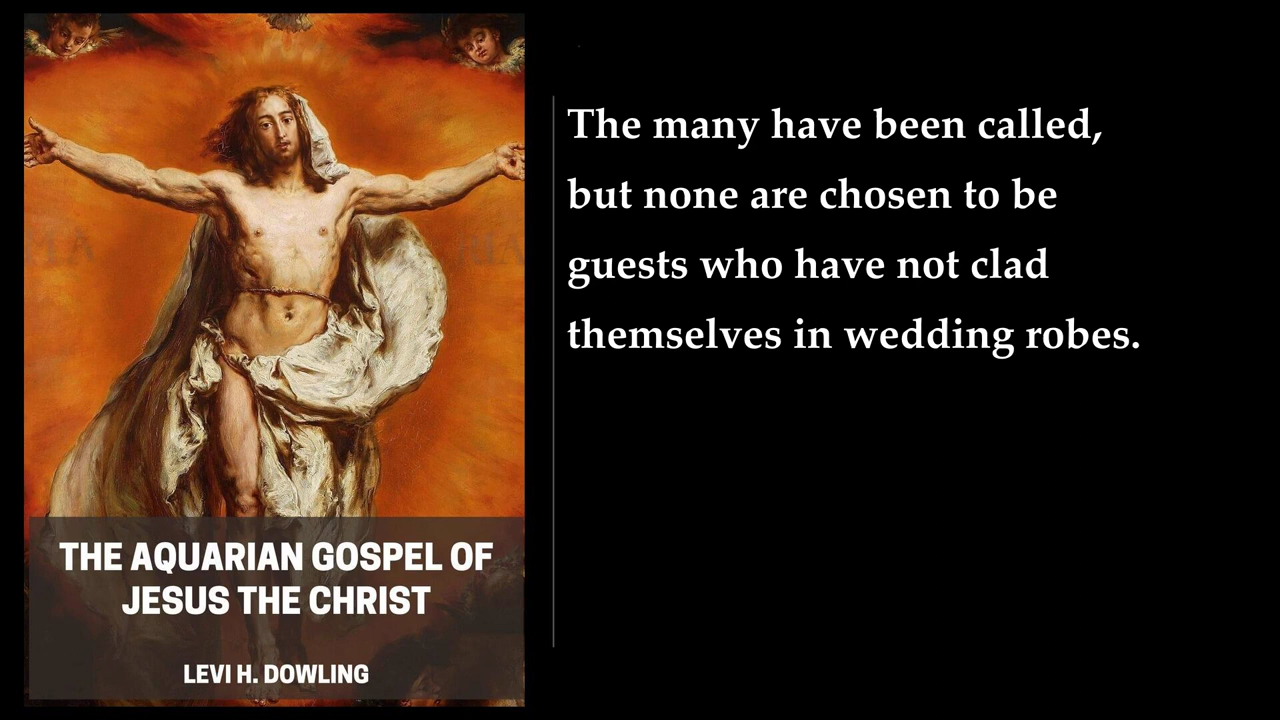 THE AQUARIAN GOSPEL OF
JESUS THE CHRIST
LEVI H. DOWLING
The many have been called,
but none are chosen to be
guests who have not clad
themselves in wedding robes.